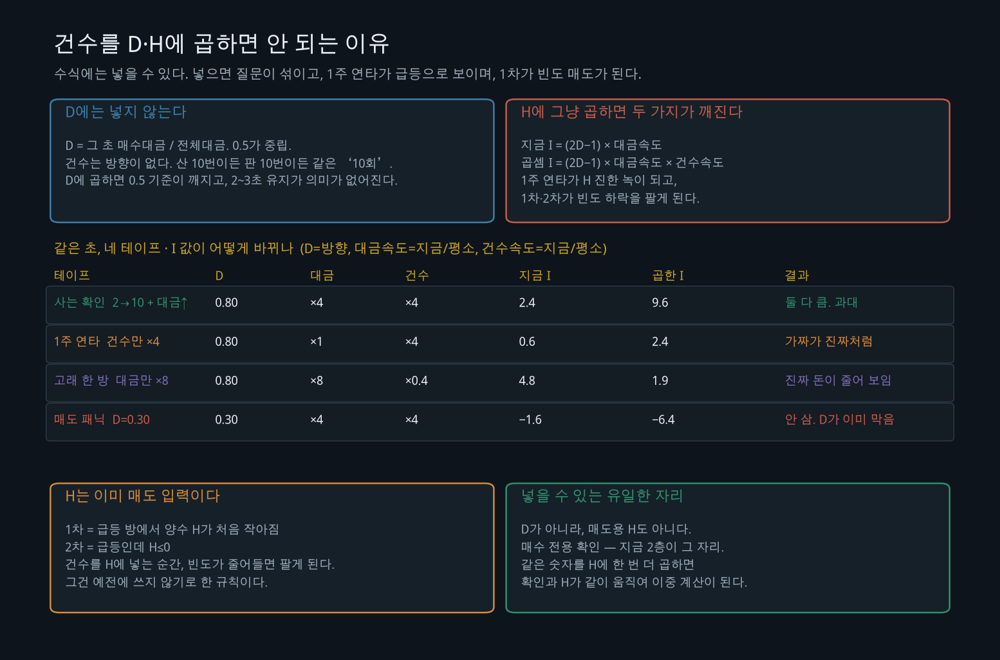 건수를 D·H에 곱하면 안 되는 이유
수식에는 넣을 수 있다. 넣으면 질문이 섞이고, 1주 연타가 급등으로 보이며, 1차가 빈도 매도가 된다.
D에는 넣지 않는다
D = 그 초 매수대금 / 전체대금. 0.5가 중립.
건수는 방향이 없다. 산 10번이든 판 10번이든 같은 ‘10회’.
D에 곱하면 0.5 기준이 깨지고, 2~3초 유지가 의미가 없어진다.
H에 그냥 곱하면 두 가지가 깨진다
지금 I = (2D−1) × 대금속도
곱셈 I = (2D−1) × 대금속도 × 건수속도
1주 연타가 H 진한 녹이 되고,
1차·2차가 빈도 하락을 팔게 된다.
같은 초, 네 테이프 · I 값이 어떻게 바뀌나 (D=방향, 대금속도=지금/평소, 건수속도=지금/평소)
테이프 D 대금 건수 지금 I 곱한 I 결과
사는 확인 2→10 + 대금↑ 0.80 ×4 ×4 2.4 9.6 둘 다 큼. 과대
1주 연타 건수만 ×4 0.80 ×1 ×4 0.6 2.4 가짜가 진짜처럼
고래 한 방 대금만 ×8 0.80 ×8 ×0.4 4.8 1.9 진짜 돈이 줄어 보임
매도 패닉 D=0.30 0.30 ×4 ×4 −1.6 −6.4 안 삼. D가 이미 막음
H는 이미 매도 입력이다
1차 = 급등 방에서 양수 H가 처음 작아짐
2차 = 급등인데 H≤0
건수를 H에 넣는 순간, 빈도가 줄어들면 팔게 된다.
그건 예전에 쓰지 않기로 한 규칙이다.
넣을 수 있는 유일한 자리
D가 아니라, 매도용 H도 아니다.
매수 전용 확인 — 지금 2층이 그 자리.
같은 숫자를 H에 한 번 더 곱하면
확인과 H가 같이 움직여 이중 계산이 된다.